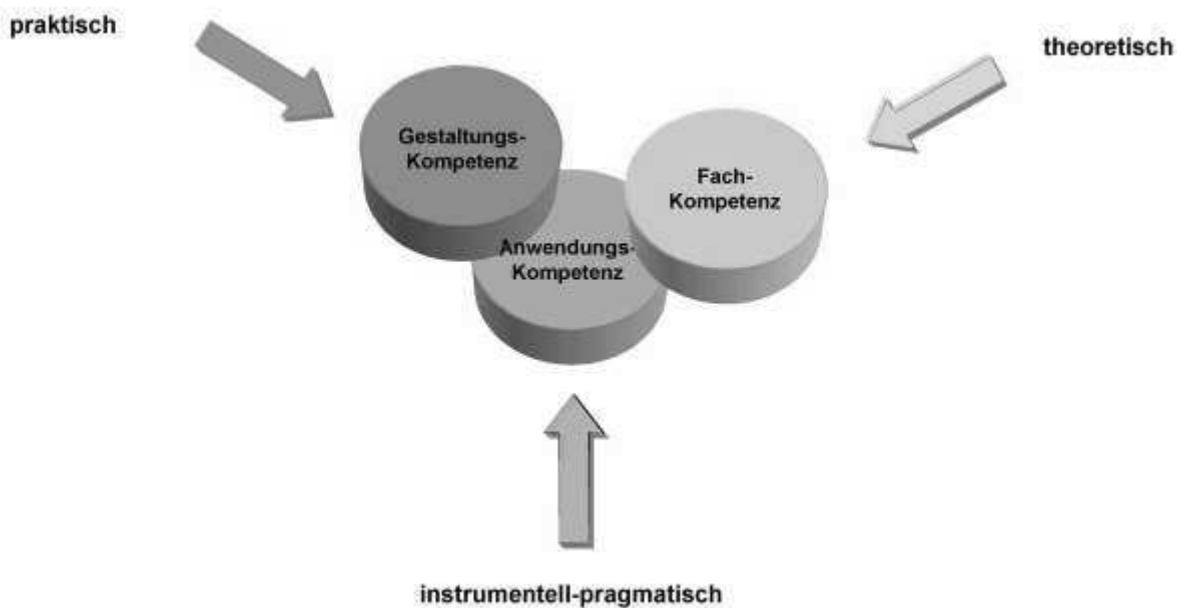 praktisch
theoretisch
Gestaltungs-
Kompetenz
Fach-
Kompetenz
Anwendungs-
Kompetenz
instrumentell-pragmatisch